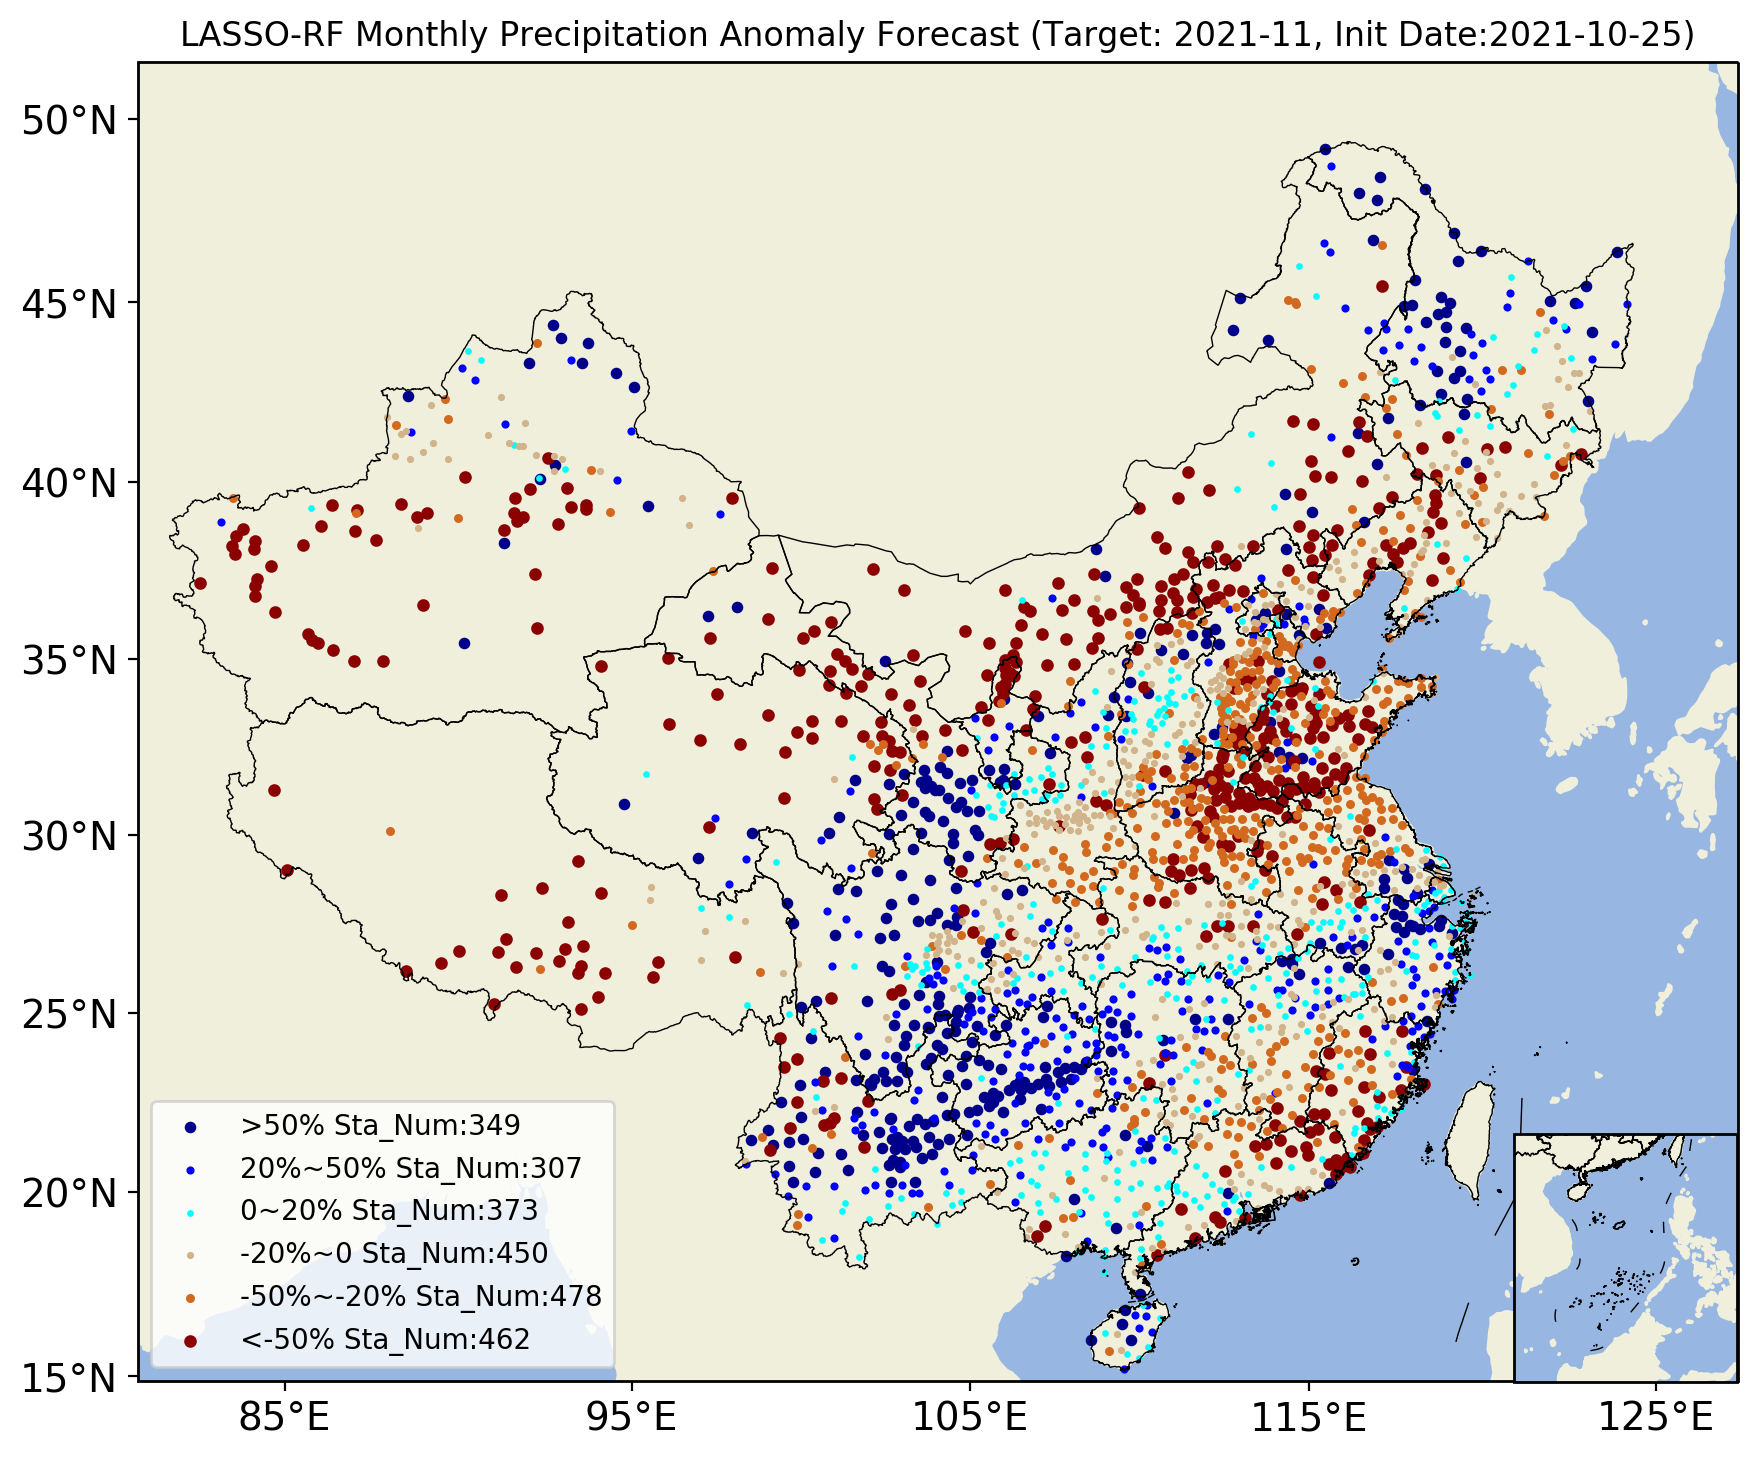 LASSO-RF Monthly Precipitation Anomaly Forecast (Target: 2021-11, Init Date:2021-10-25)
50°N
45°N
40°N
35°N
30°N
25°N
20°N
15°N
>50% Sta_Num:349
20%~50% Sta_Num:307
0~20% Sta_Num:373
-20%~0 Sta_Num:450
-50%~-20% Sta_Num:478
<-50% Sta_Num:462
85°E
95°E
105°E
115°E
125°E